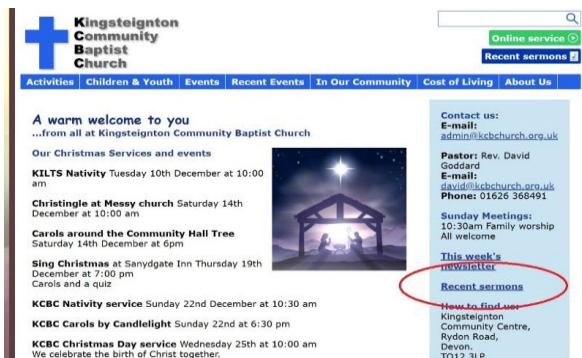 Kingsteignton
Community
Baptist
Church
Online service
Recent sermons
Activities Children & Youth Events Recent Events In Our Community Cost of Living About Us
A warm welcome to you
...from all at Kingsteignton Community Baptist Church
Our Christmas Services and events
KILTS Nativity Tuesday 10th December at 10:00
am
Christingle at Messy church Saturday 14th
December at 10:00 am
Carols around the Community Hall Tree
Saturday 14th December at 6pm
Sing Christmas at Sanydgate Inn Thursday 19th
December at 7:00 pm
Carols and a quiz
KCBC Nativity service Sunday 22nd December at 10:30 am
KCBC Carols by Candlelight Sunday 22nd at 6:30 pm
KCBC Christmas Day service Wednesday 25th at 10:00 am
We celebrate the birth of Christ together.
Contact us:
E-mail:
admin@kcbchurch.org.uk
Pastor: Rev. David
Goddard
E-mail:
david@kcbchurch.org.uk
Phone: 01626 368491
Sunday Meetings:
10:30am Family worship
All welcome
This week's
newsletter
Recent sermons
How to find us:
Kingsteignton
Community Centre,
Rydon Road,
Devon.
TQ12 3LP